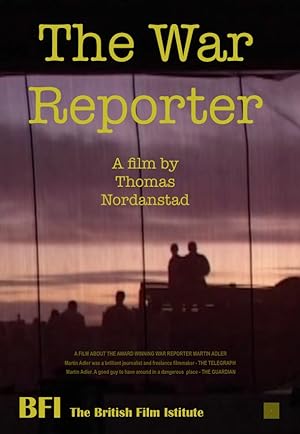 The War
Reporter
A film by
Thomas
Nordanstad
A FILM ABOUT THE AWARD WINNING WAR REPORTER MARTIN ADLER
Martin Adler was a brilliant journalist and freelance filmmaker - THE TELEGRAPH
Martin Adler. A good guy to have around in a dangerous place - THE GUARDIAN
BFI The British Film Istitute